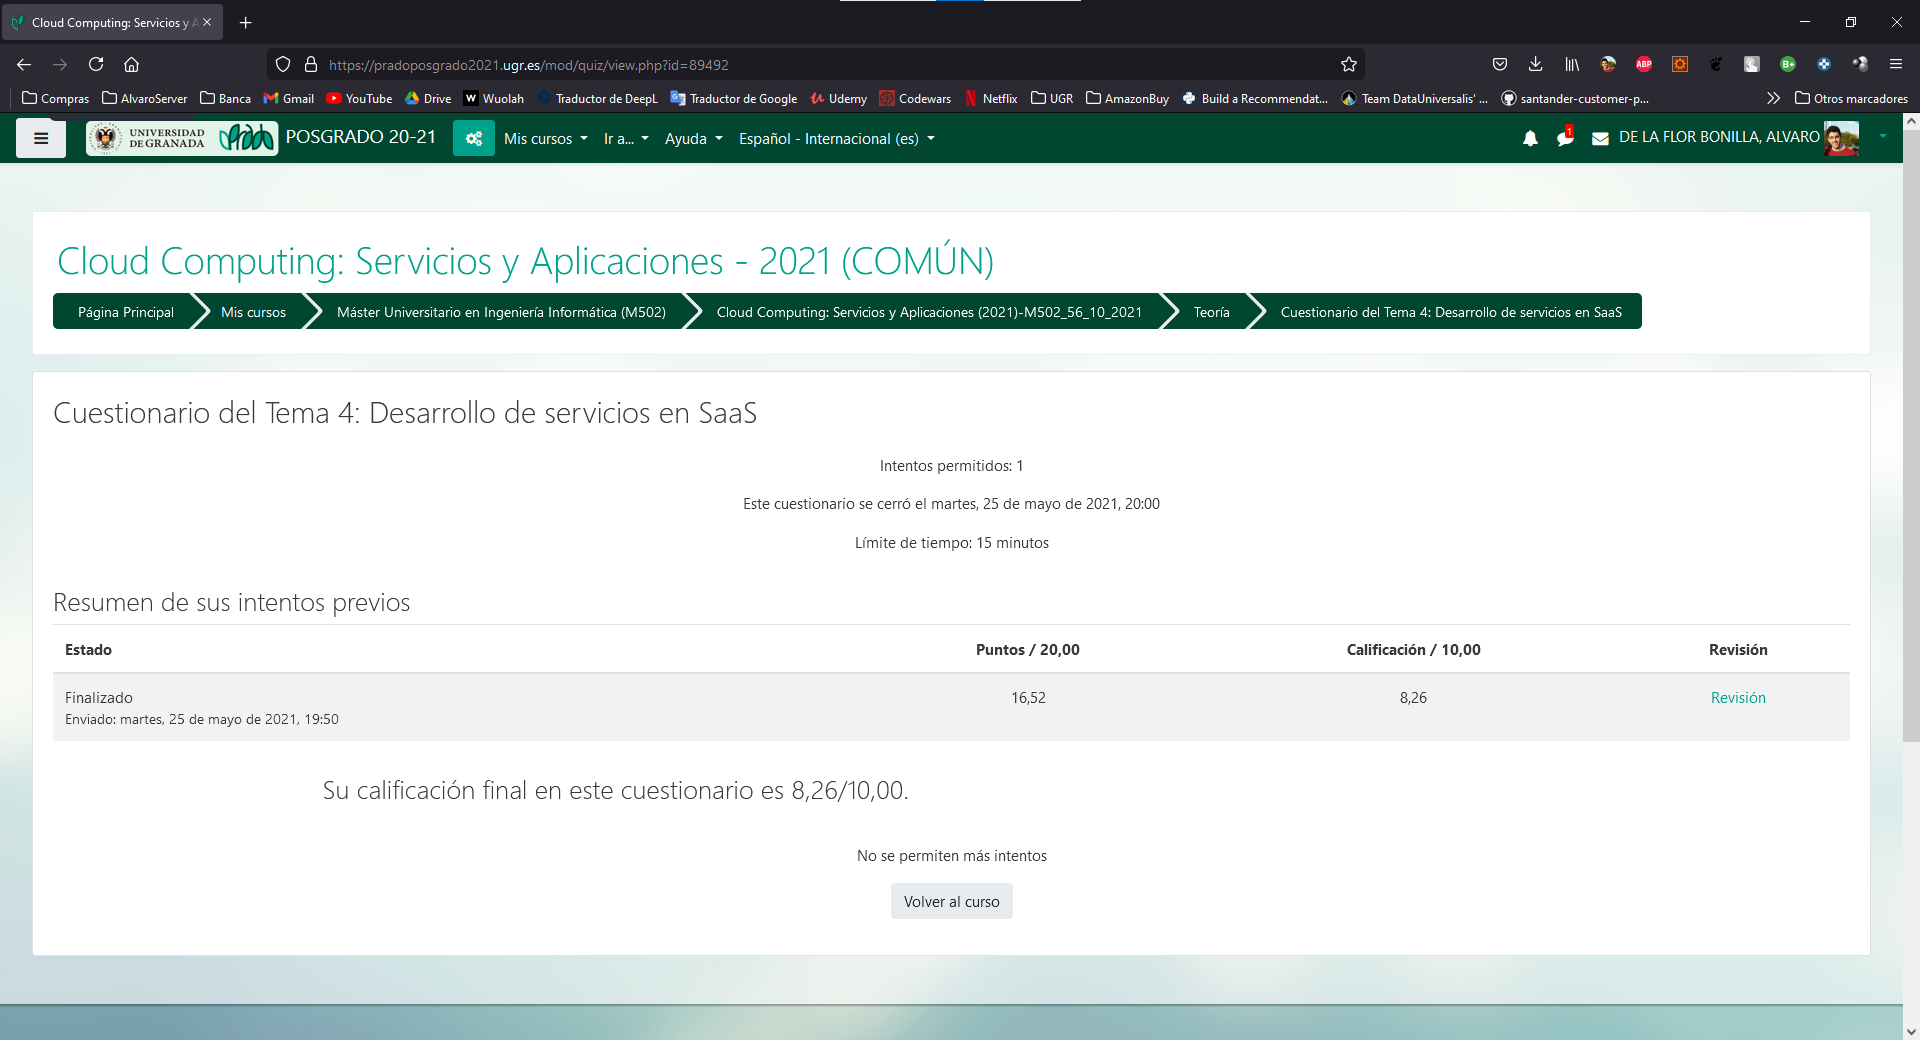 Cloud Computing: Servicios y A
https://pradoposgrado2021.ugr.es/mod/quiz/view.php?id=89492
ABP
B+
Compras AlvaroServer Banca Gmail YouTube Drive W Wuolah Traductor de DeepL Traductor de Google Udemy Codewars Netflix UGR AmazonBuy Build a Recommendat... Team DataUniversalis' ... santander-customer-p... Otros marcadores
UNIVERSIDAD
DE GRANADA
POSGRADO 20-21 Mis cursos Ir a... Ayuda Español - Internacional (es) 1 DE LA FLOR BONILLA, ALVARO
Cloud Computing: Servicios y Aplicaciones - 2021 (COMÚN)
Página Principal Mis cursos Máster Universitario en Ingeniería Informática (M502) Cloud Computing: Servicios y Aplicaciones (2021)-M502_56_10_2021 Teoría Cuestionario del Tema 4: Desarrollo de servicios en SaaS
Cuestionario del Tema 4: Desarrollo de servicios en SaaS
Intentos permitidos: 1
Este cuestionario se cerró el martes, 25 de mayo de 2021, 20:00
Límite de tiempo: 15 minutos
Resumen de sus intentos previos
Estado Puntos / 20,00 Calificación / 10,00 Revisión
Finalizado 16,52 8,26 Revisión
Enviado: martes, 25 de mayo de 2021, 19:50
Su calificación final en este cuestionario es 8,26/10,00.
No se permiten más intentos
Volver al curso